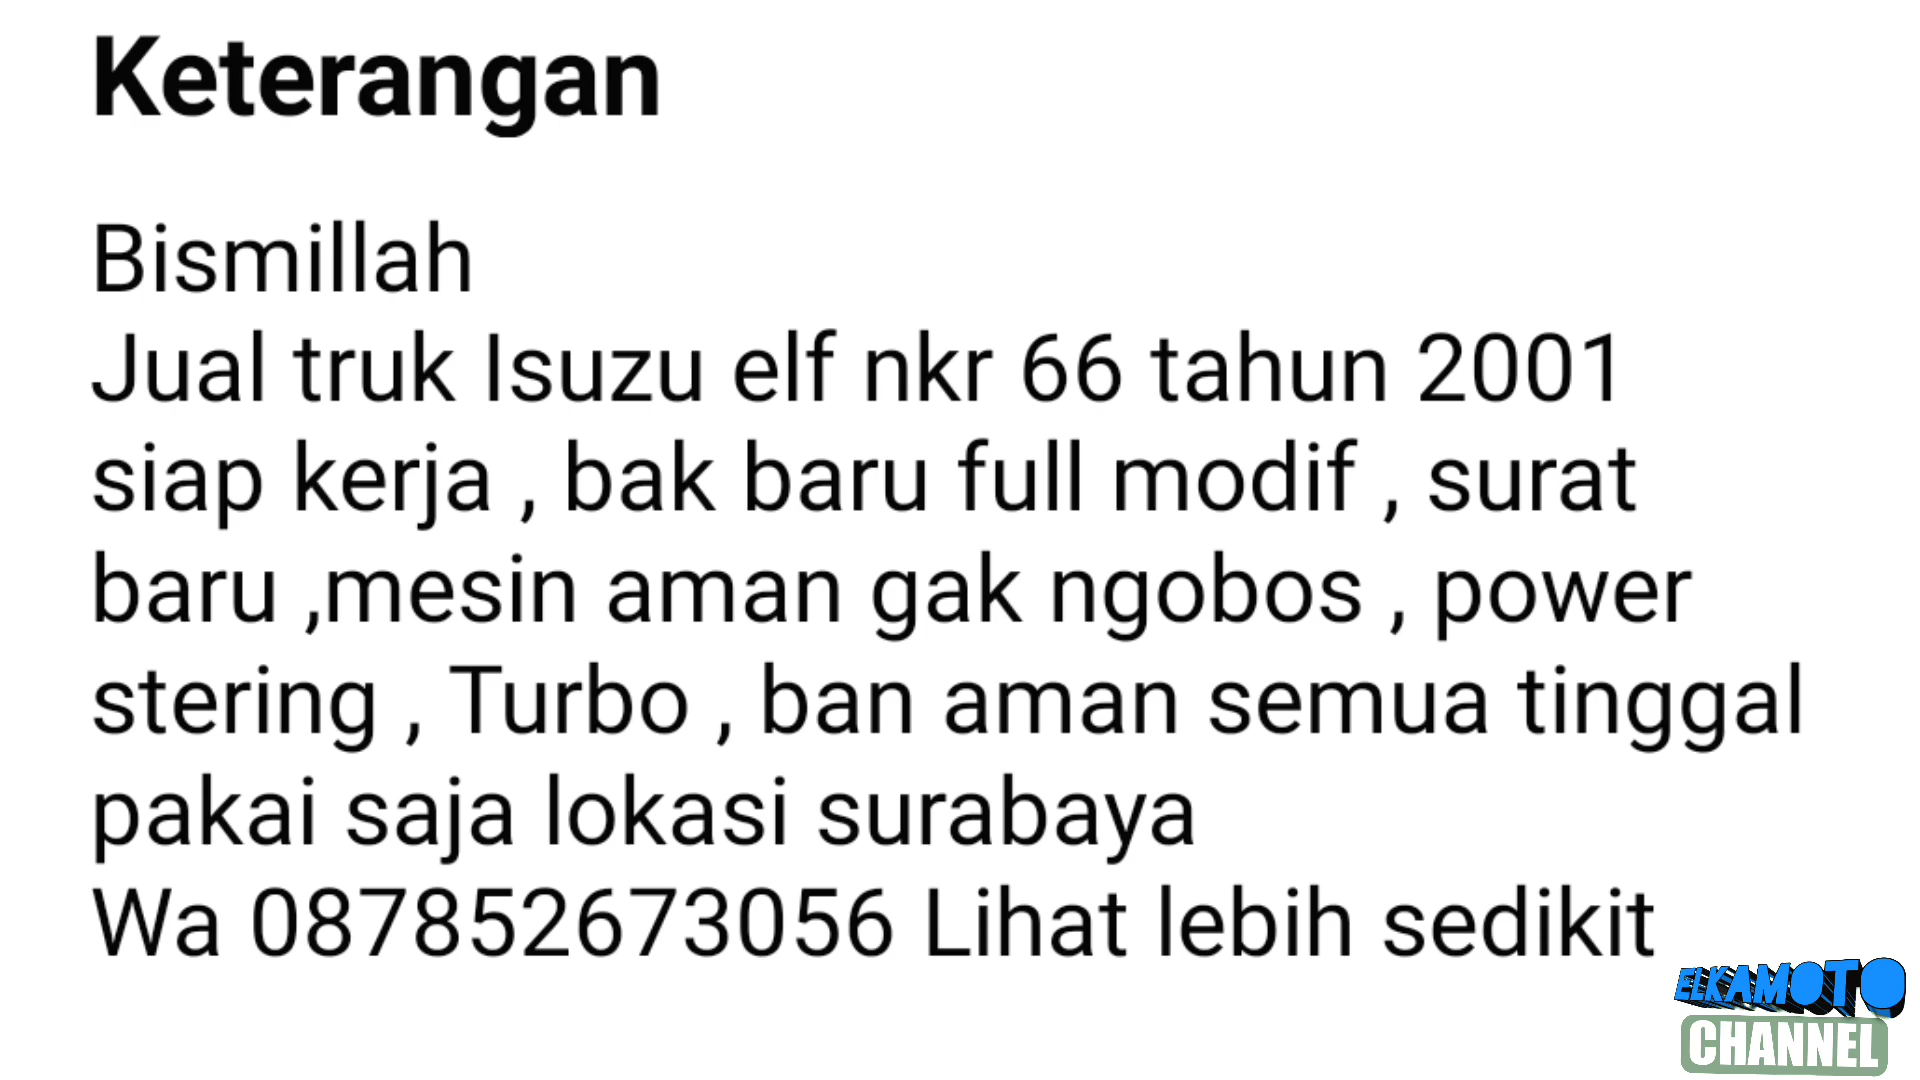 Keterangan
Bismillah
Jual truk Isuzu elf nkr 66 tahun 2001
siap kerja , bak baru full modif , surat
baru ,mesin aman gak ngobos , power
stering , Turbo , ban aman semua tinggal
pakai saja lokasi surabaya
Wa 087852673056 Lihat lebih sedikit
ELKAMOTO
CHANNEL